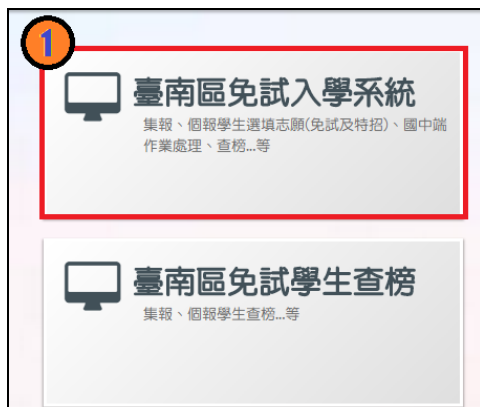 1
臺南區免試入學系統
集報、個報學生選填志願(免試及特招)、國中端
作業處理、查榜...等
臺南區免試學生查榜
集報、個報學生查榜...等